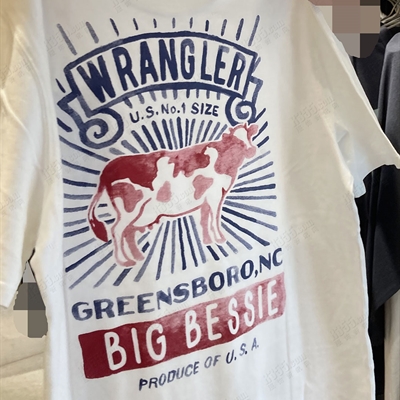 WRANGLER
U.S. No.1 SIZE
GREENSBORO, NC
BIG BESSIE
PRODUCE OF U.S.A.